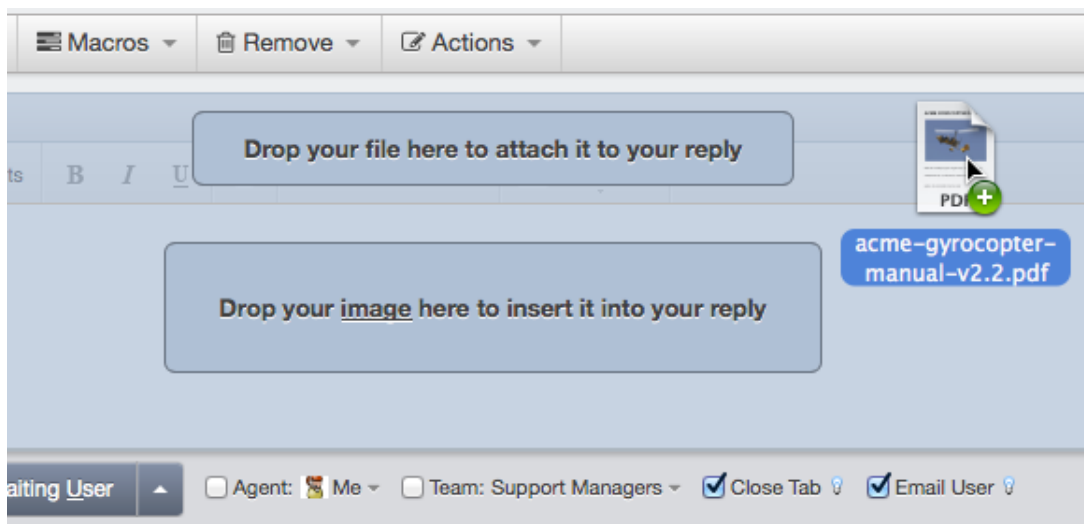 Macros
Remove
Actions
Drop your file here to attach it to your reply
ts B I U
PDF
acme-gyrocopter-
manual-v2.2.pdf
Drop your image here to insert it into your reply
aiting User
Agent: Me
Team: Support Managers
Close Tab
Email User